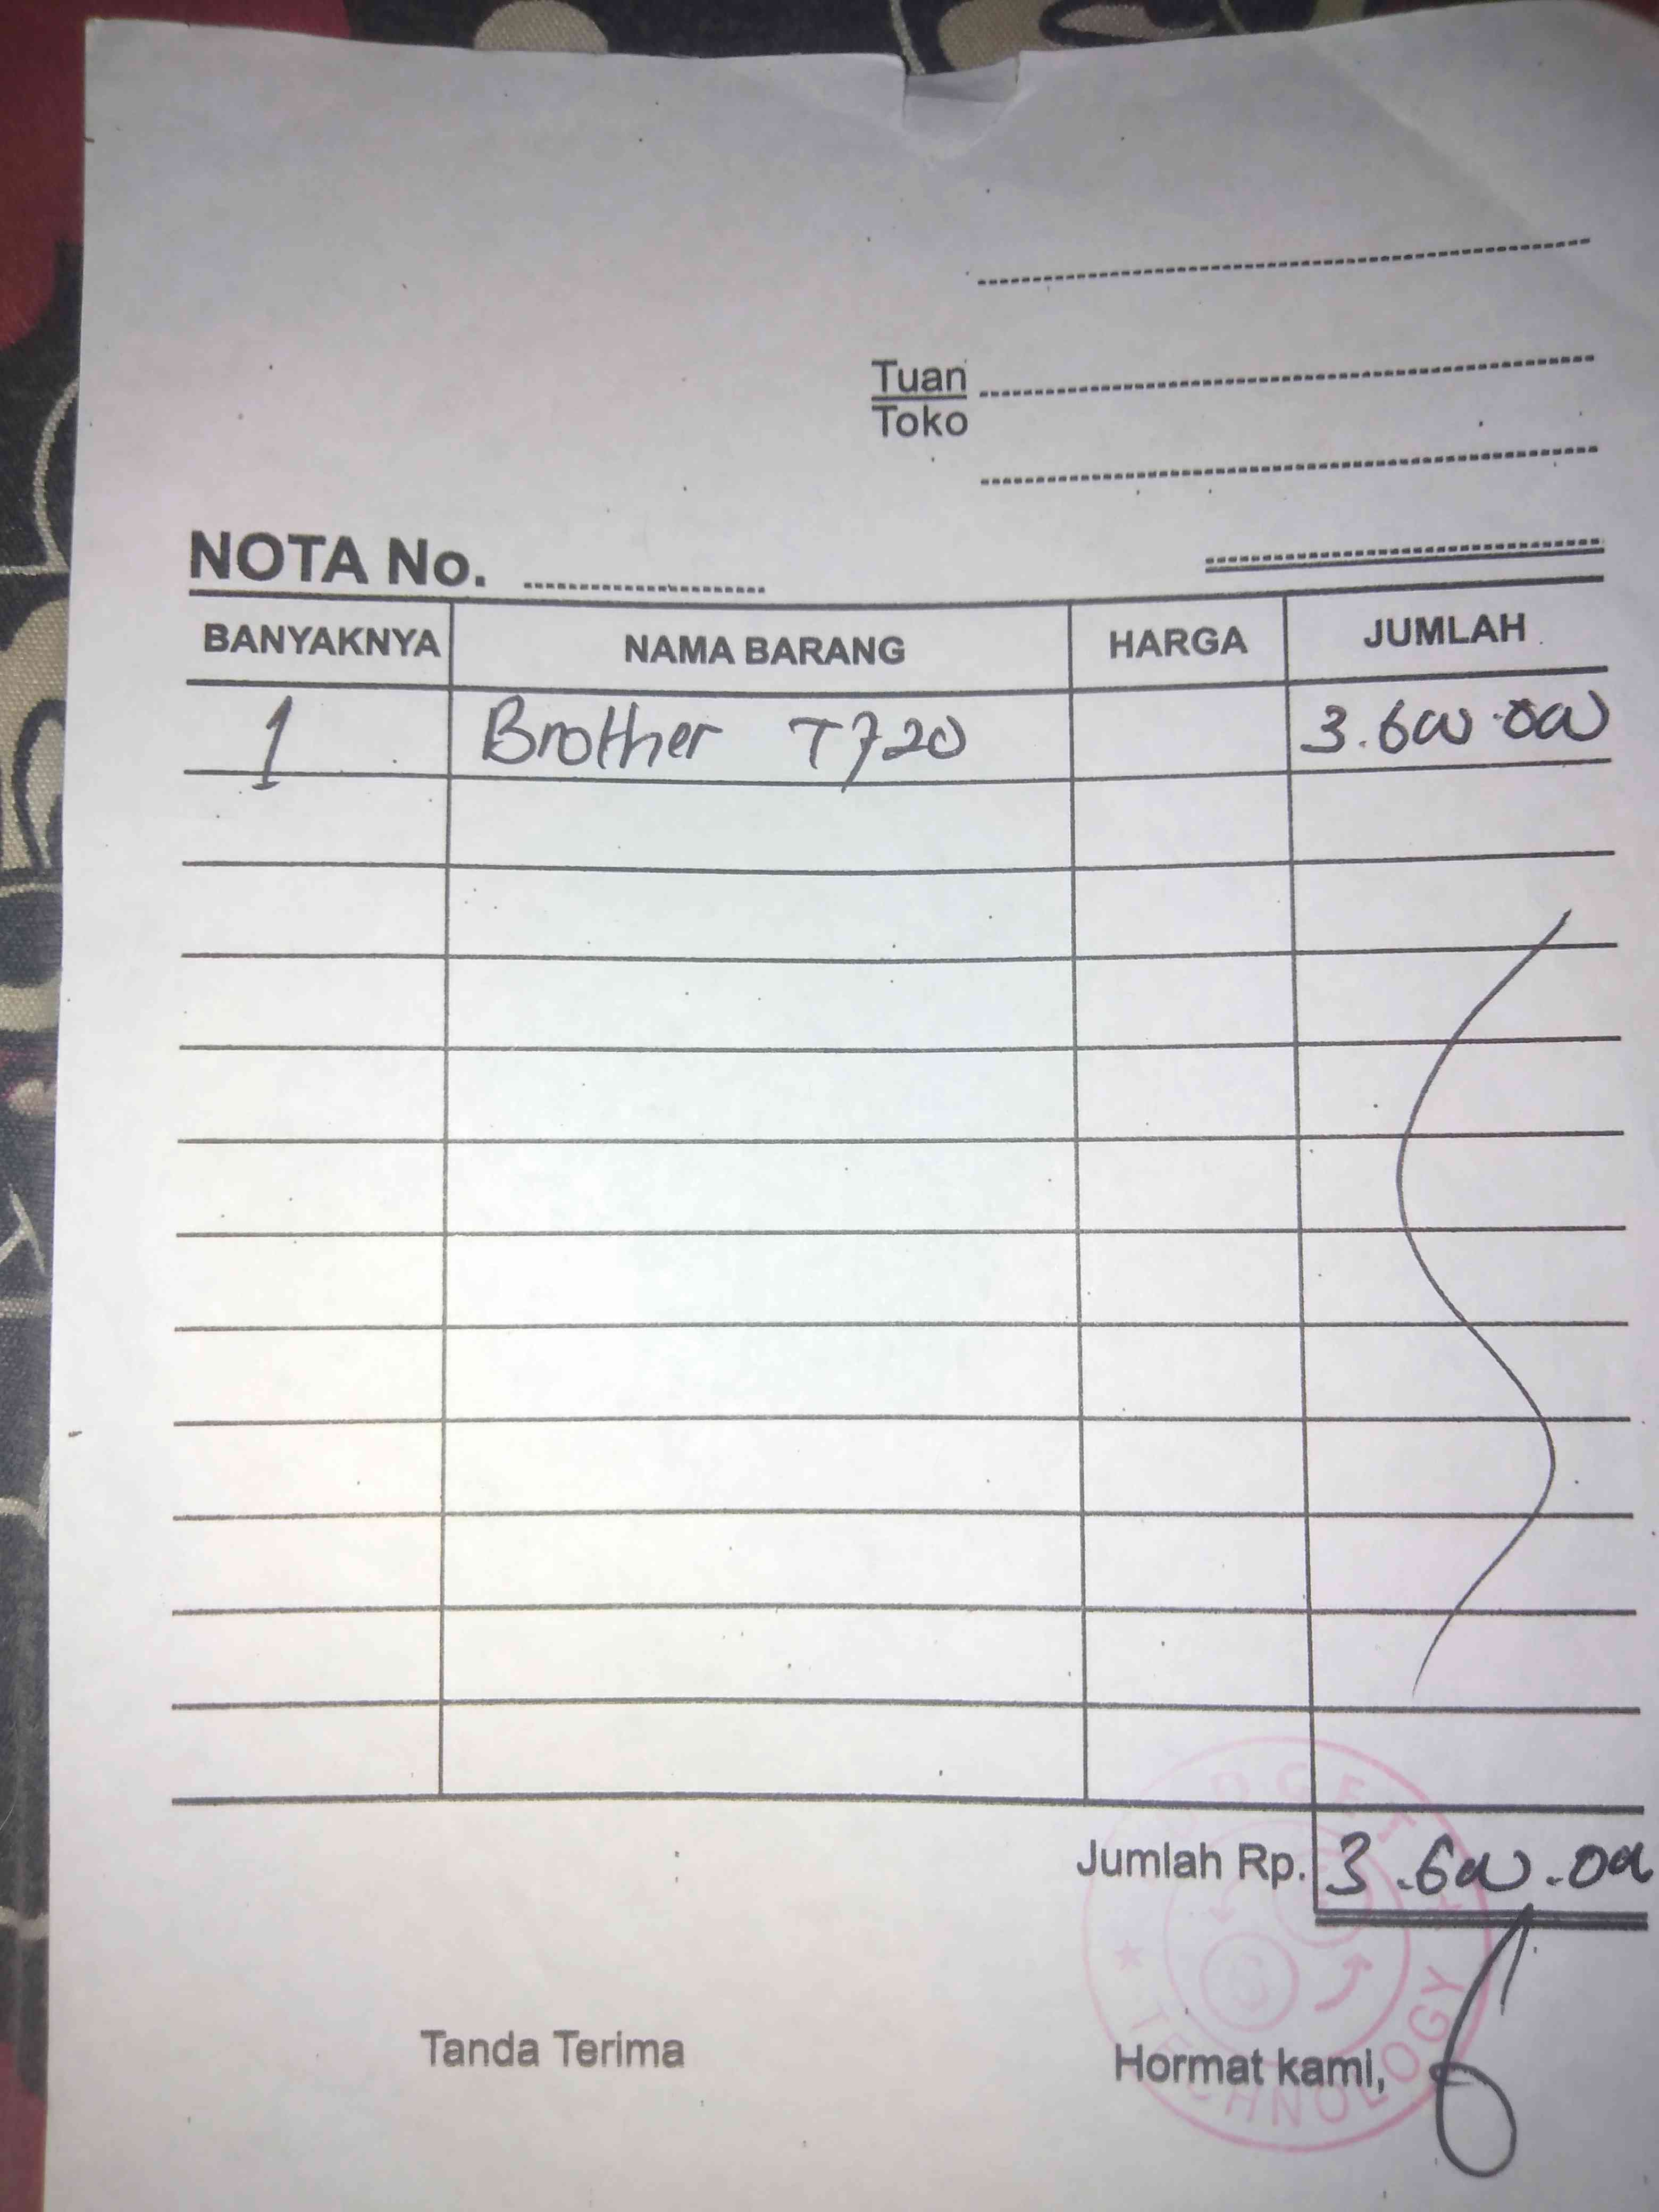 Tuan
Toko
NOTA No.
BANYAKNYA NAMA BARANG HARGA JUMLAH
1 Brother T720 3.600.000
Jumlah Rp. 3.600.000
Tanda Terima Hormat kami,
TECHNOLOGY